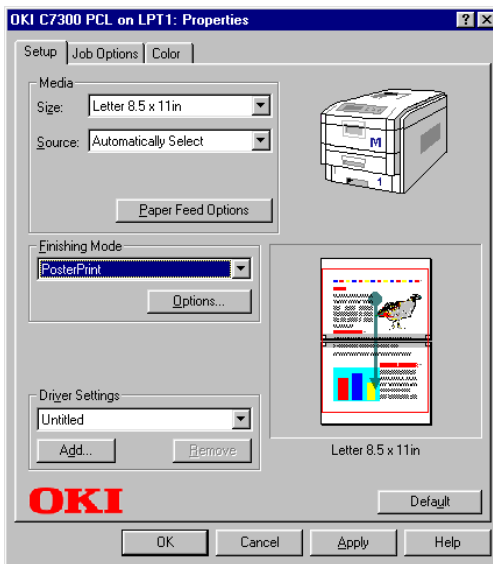 OKI C7300 PCL on LPT1: Properties
Setup Job Options Color
Media
Size: Letter 8.5 x 11in
Source: Automatically Select
Paper Feed Options
M
1
Finishing Mode
PosterPrint
Options...
Driver Settings
Untitled
Add... Remove
Letter 8.5 x 11in
OKI
Default
OK Cancel Apply Help